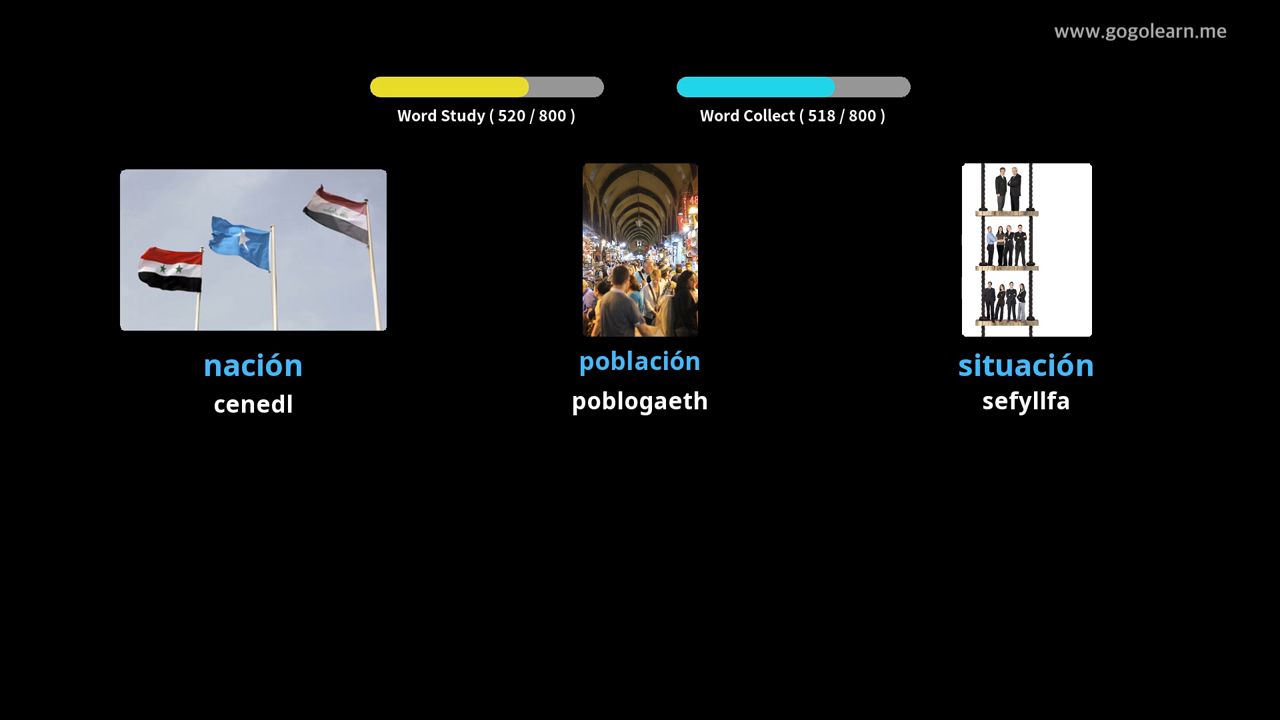 www.gogolearn.me
Word Study ( 520 / 800 )
Word Collect ( 518 / 800 )
nación
población
situación
cenedl
poblogaeth
sefyllfa